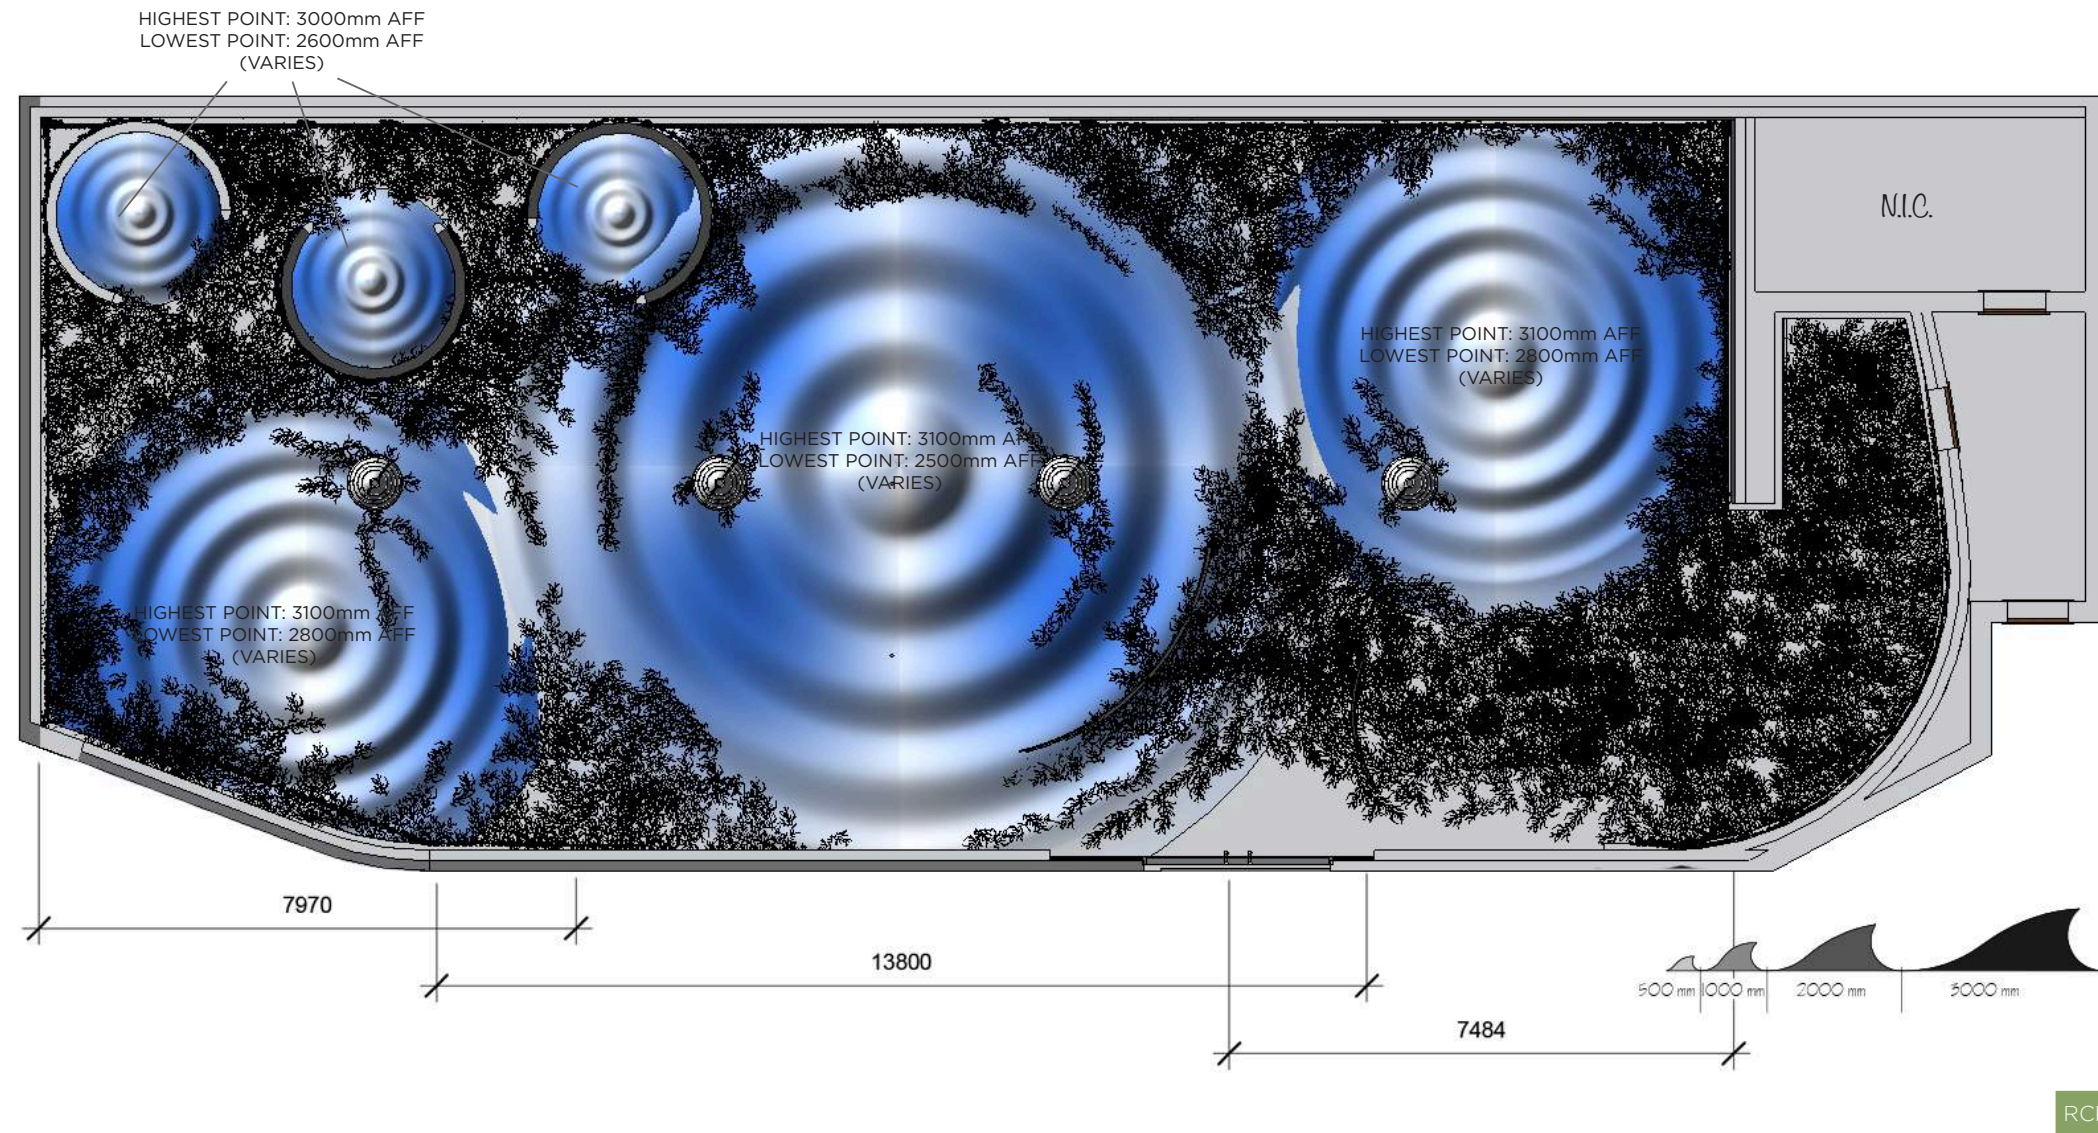 HIGHEST POINT: 3000mm AFF
LOWEST POINT: 2600mm AFF
(VARIES)
N.I.C.
HIGHEST POINT: 3100mm AFF
LOWEST POINT: 2800mm AFF
(VARIES)
HIGHEST POINT: 3100mm AFF
LOWEST POINT: 2500mm AFF
(VARIES)
HIGHEST POINT: 3100mm AFF
LOWEST POINT: 2800mm AFF
(VARIES)
7970
13800
500 mm 1000 mm 2000 mm 3000 mm
7484